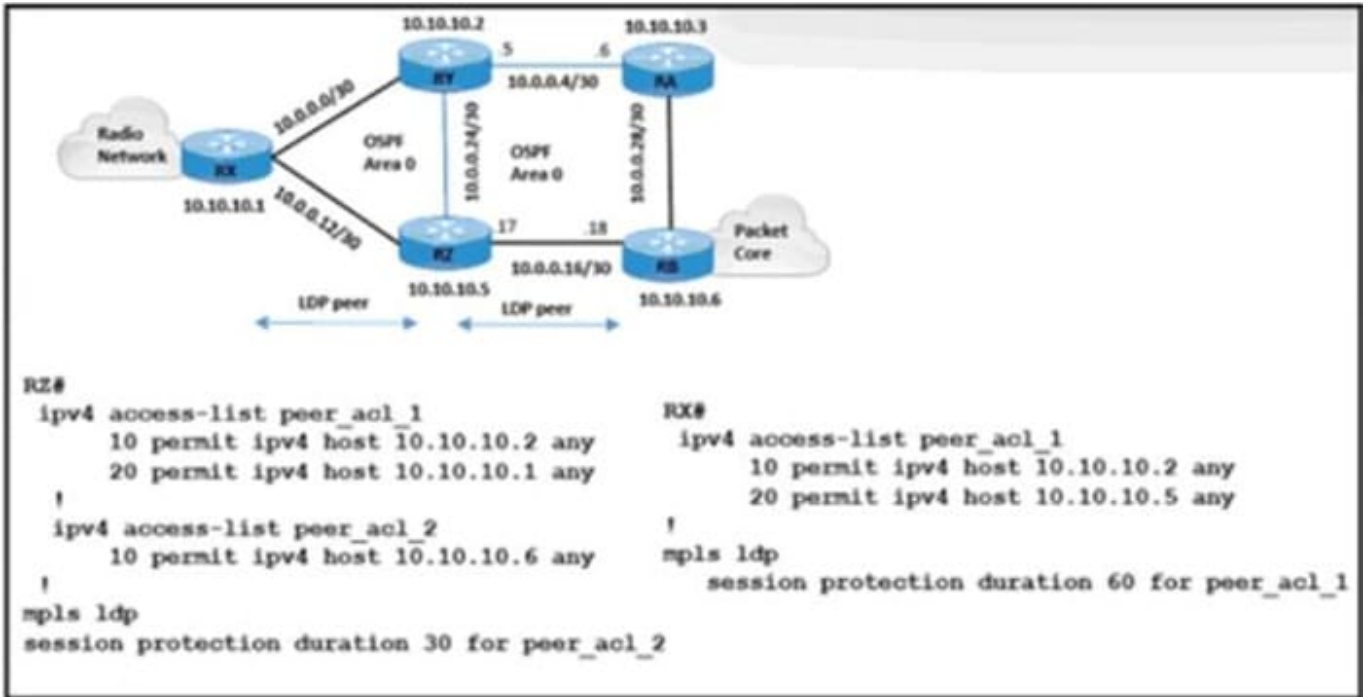 10.10.10.2
10.10.10.3
.5
.6
RY
10.0.0.4/30
RA
10.0.0.0/30
Radio
Network
OSPF
Area 0
10.0.0.24/30
OSPF
Area 0
10.0.0.28/30
RX
10.10.10.1
10.0.0.12/30
.17
.18
Packet
Core
RZ
10.0.0.16/30
RB
10.10.10.5
10.10.10.6
LDP peer
LDP peer
RZ#
ipv4 access-list peer_acl_1
10 permit ipv4 host 10.10.10.2 any
20 permit ipv4 host 10.10.10.1 any
!
ipv4 access-list peer_acl_2
10 permit ipv4 host 10.10.10.6 any
!
mpls ldp
session protection duration 30 for peer_acl_2
RX#
ipv4 access-list peer_acl_1
10 permit ipv4 host 10.10.10.2 any
20 permit ipv4 host 10.10.10.5 any
!
mpls ldp
session protection duration 60 for peer_acl_1